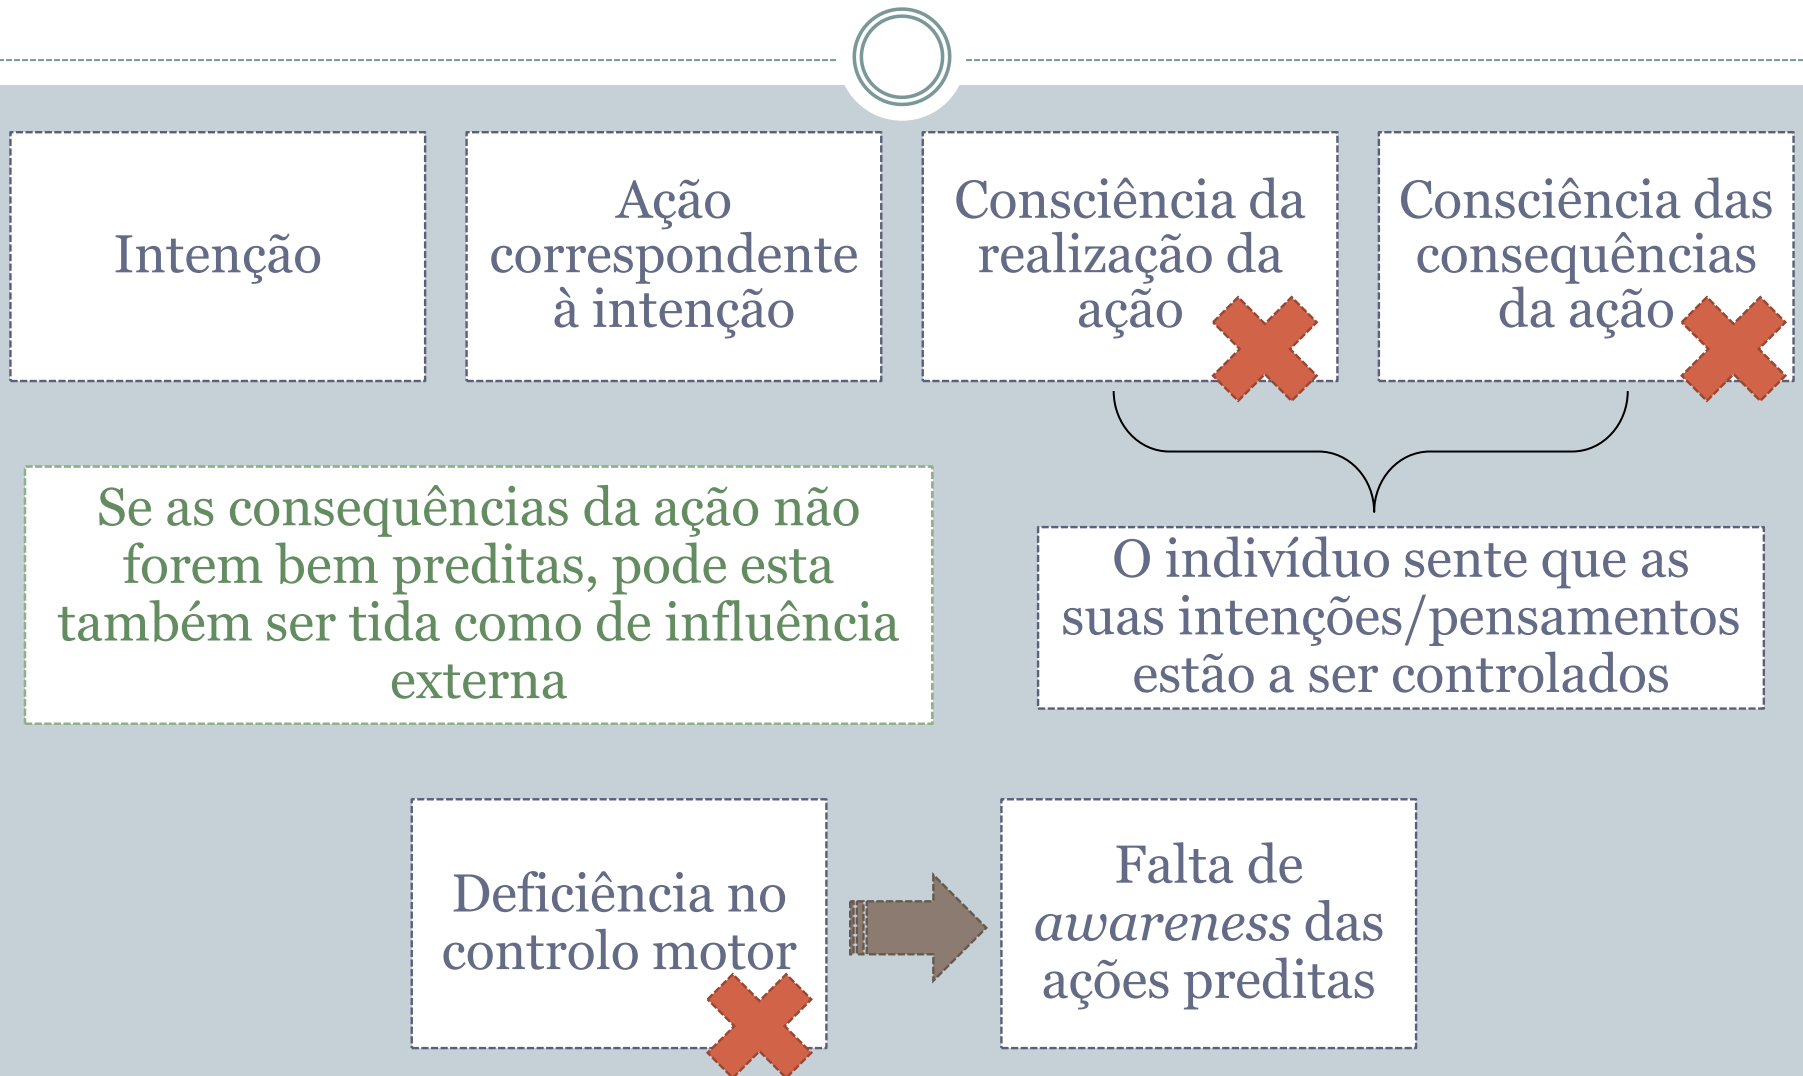 Intenção
Ação
correspondente
à intenção
Consciência da
realização da
ação
Consciência das
consequências
da ação
Se as consequências da ação não
forem bem preditas, pode esta
também ser tida como de influência
externa
O indivíduo sente que as
suas intenções/pensamentos
estão a ser controlados
Deficiência no
controlo motor
Falta de
awareness das
ações preditas